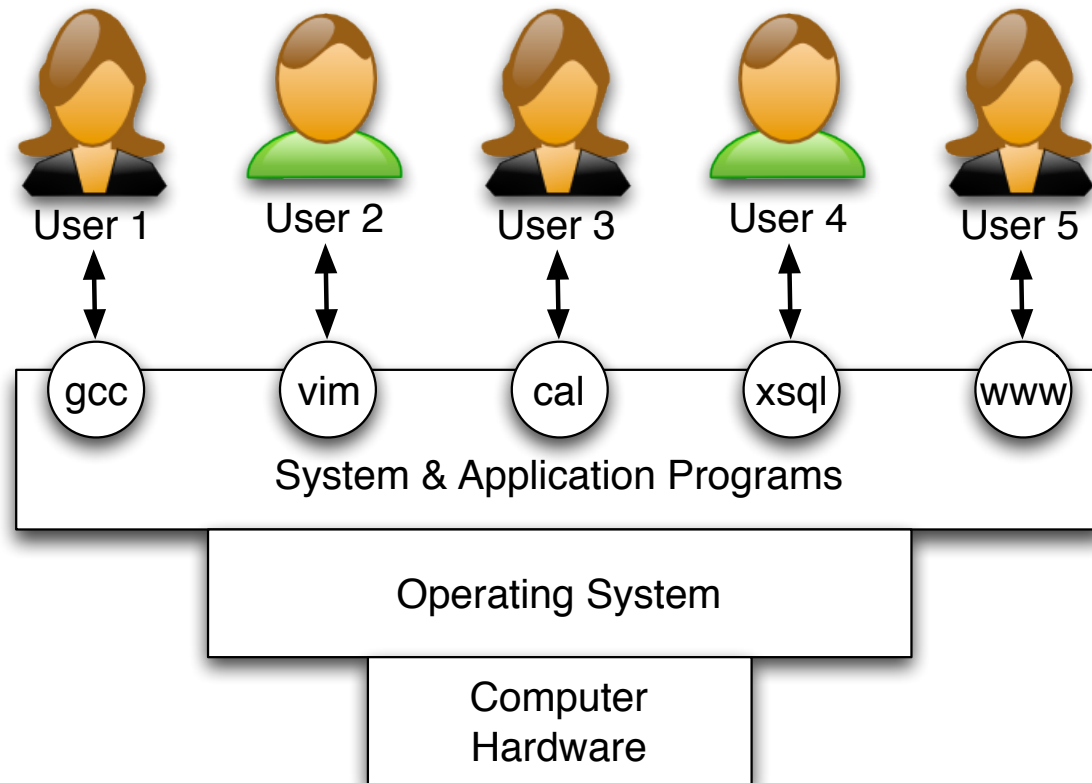 User 1
User 2
User 3
User 4
User 5
gcc
vim
cal
xsql
www
System & Application Programs
Operating System
Computer
Hardware